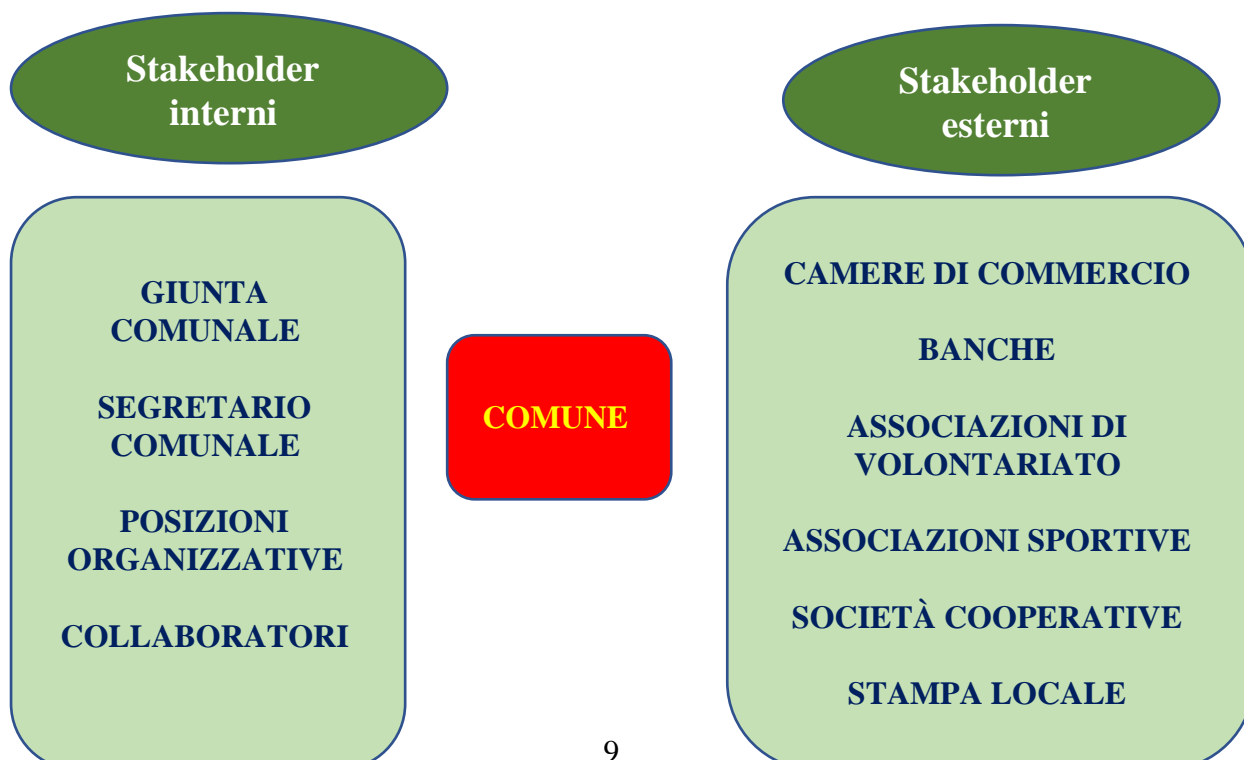 Stakeholder
interni
GIUNTA
COMUNALE
SEGRETARIO
COMUNALE
POSIZIONI
ORGANIZZATIVE
COLLABORATORI
COMUNE
Stakeholder
esterni
CAMERE DI COMMERCIO
BANCHE
ASSOCIAZIONI DI
VOLONTARIATO
ASSOCIAZIONI SPORTIVE
SOCIETÀ COOPERATIVE
STAMPA LOCALE
9